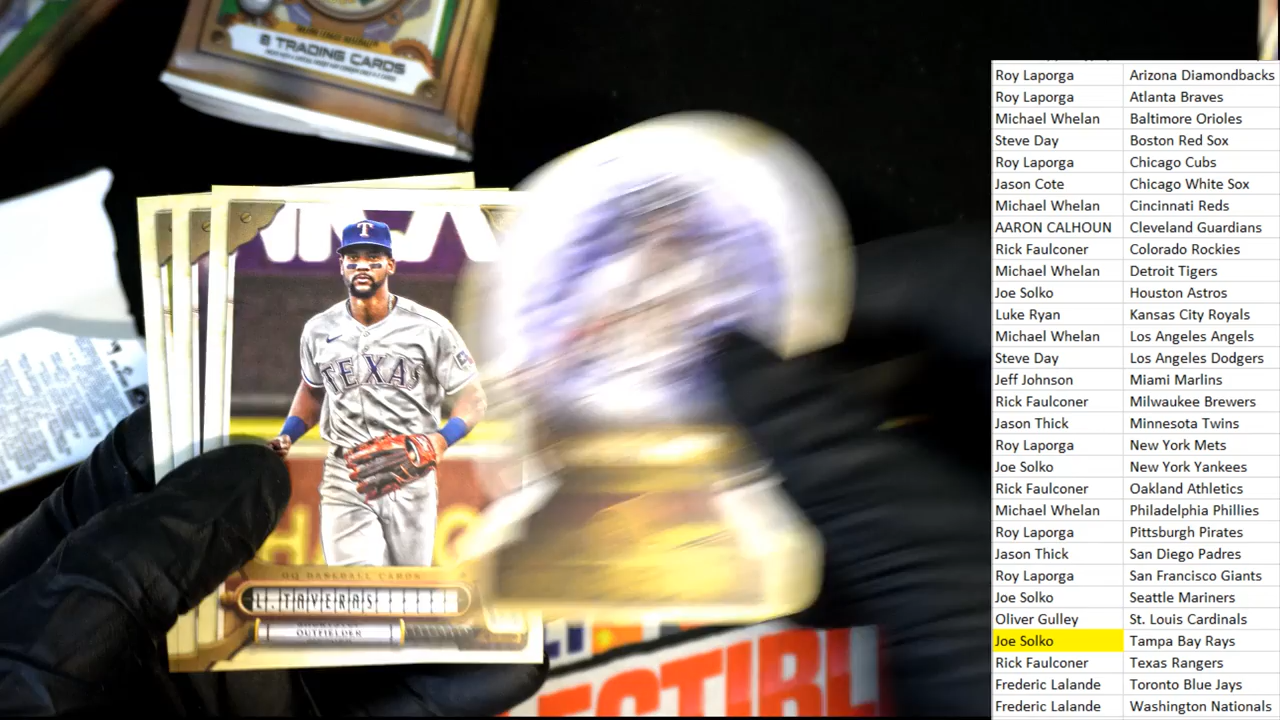 8 TRADING CARDS
T
TEXAS
GQ BASEBALL CARDS
L. TAVERAS
OUTFIELDER
Roy Laporga Arizona Diamondbacks
Roy Laporga Atlanta Braves
Michael Whelan Baltimore Orioles
Steve Day Boston Red Sox
Roy Laporga Chicago Cubs
Jason Cote Chicago White Sox
Michael Whelan Cincinnati Reds
AARON CALHOUN Cleveland Guardians
Rick Faulconer Colorado Rockies
Michael Whelan Detroit Tigers
Joe Solko Houston Astros
Luke Ryan Kansas City Royals
Michael Whelan Los Angeles Angels
Steve Day Los Angeles Dodgers
Jeff Johnson Miami Marlins
Rick Faulconer Milwaukee Brewers
Jason Thick Minnesota Twins
Roy Laporga New York Mets
Joe Solko New York Yankees
Rick Faulconer Oakland Athletics
Michael Whelan Philadelphia Phillies
Roy Laporga Pittsburgh Pirates
Jason Thick San Diego Padres
Roy Laporga San Francisco Giants
Joe Solko Seattle Mariners
Oliver Gulley St. Louis Cardinals
Joe Solko Tampa Bay Rays
Rick Faulconer Texas Rangers
Frederic Lalande Toronto Blue Jays
Frederic Lalande Washington Nationals